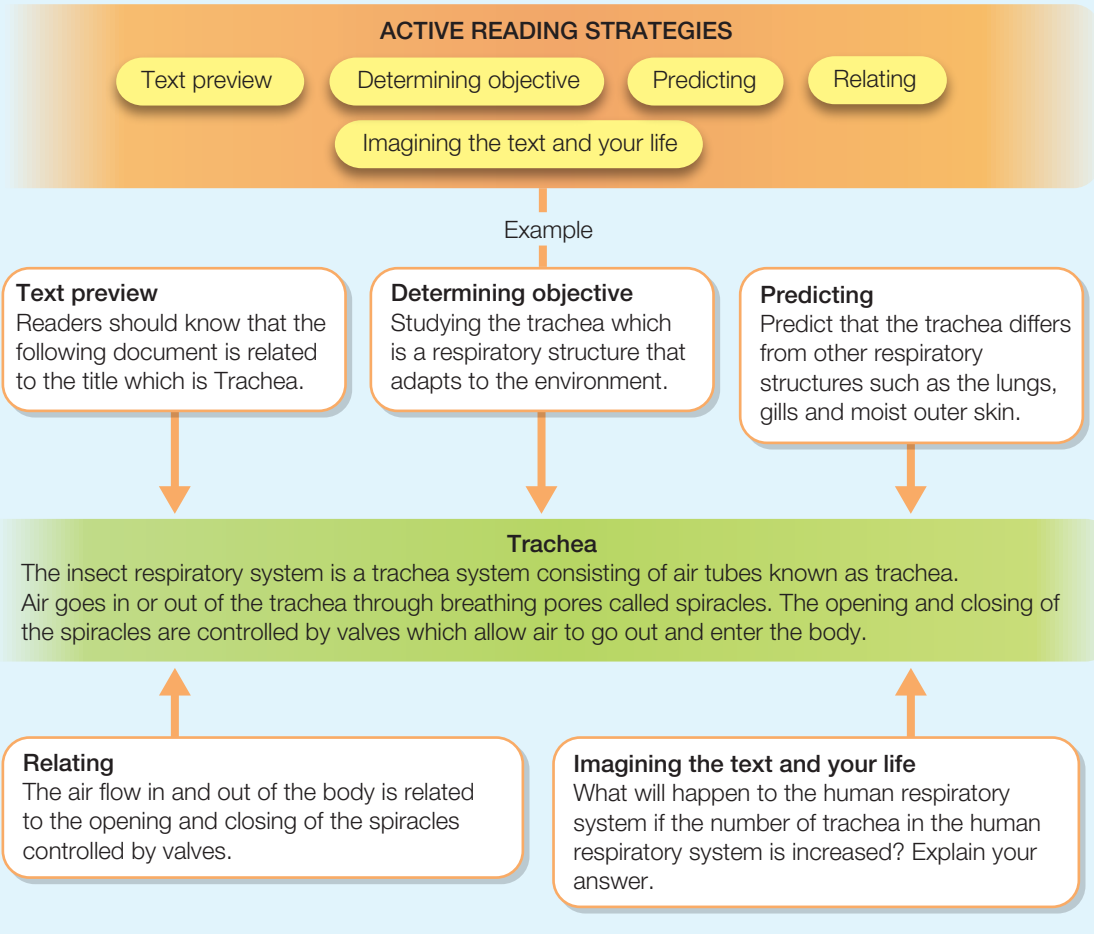 ACTIVE READING STRATEGIES
Text preview
Determining objective
Predicting
Relating
Imagining the text and your life
Example
Text preview
Readers should know that the
following document is related
to the title which is Trachea.
Determining objective
Studying the trachea which
is a respiratory structure that
adapts to the environment.
Predicting
Predict that the trachea differs
from other respiratory
structures such as the lungs,
gills and moist outer skin.
Trachea
The insect respiratory system is a trachea system consisting of air tubes known as trachea.
Air goes in or out of the trachea through breathing pores called spiracles. The opening and closing of
the spiracles are controlled by valves which allow air to go out and enter the body.
Relating
The air flow in and out of the body is related
to the opening and closing of the spiracles
controlled by valves.
Imagining the text and your life
What will happen to the human respiratory
system if the number of trachea in the human
respiratory system is increased? Explain your
answer.